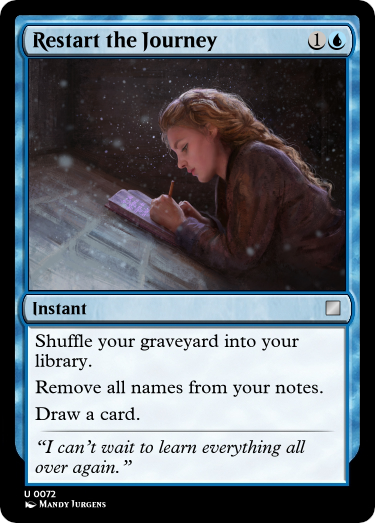 Restart the Journey 1
Instant
Shuffle your graveyard into your
library.
Remove all names from your notes.
Draw a card.
“I can’t wait to learn everything all
over again.”
U 0072
Mandy Jurgens